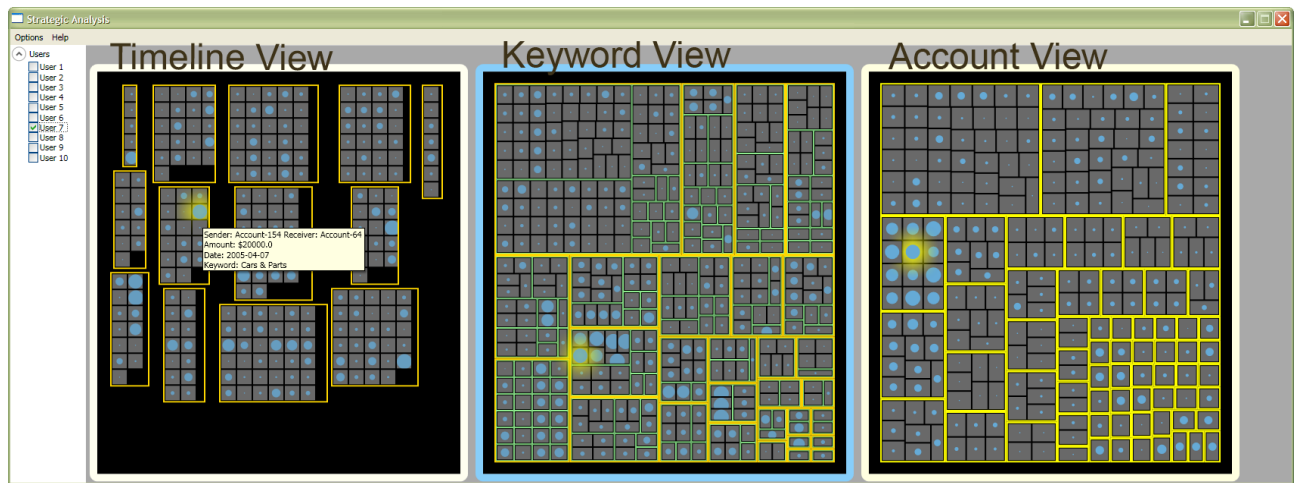 Strategic Analysis
Options Help
Users
User 1
User 2
User 3
User 4
User 5
User 6
User 7
User 8
User 9
User 10
Timeline View
Keyword View
Account View
Sender: Account-154 Receiver: Account-64
Amount: $20000.0
Date: 2005-04-07
Keyword: Cars & Parts